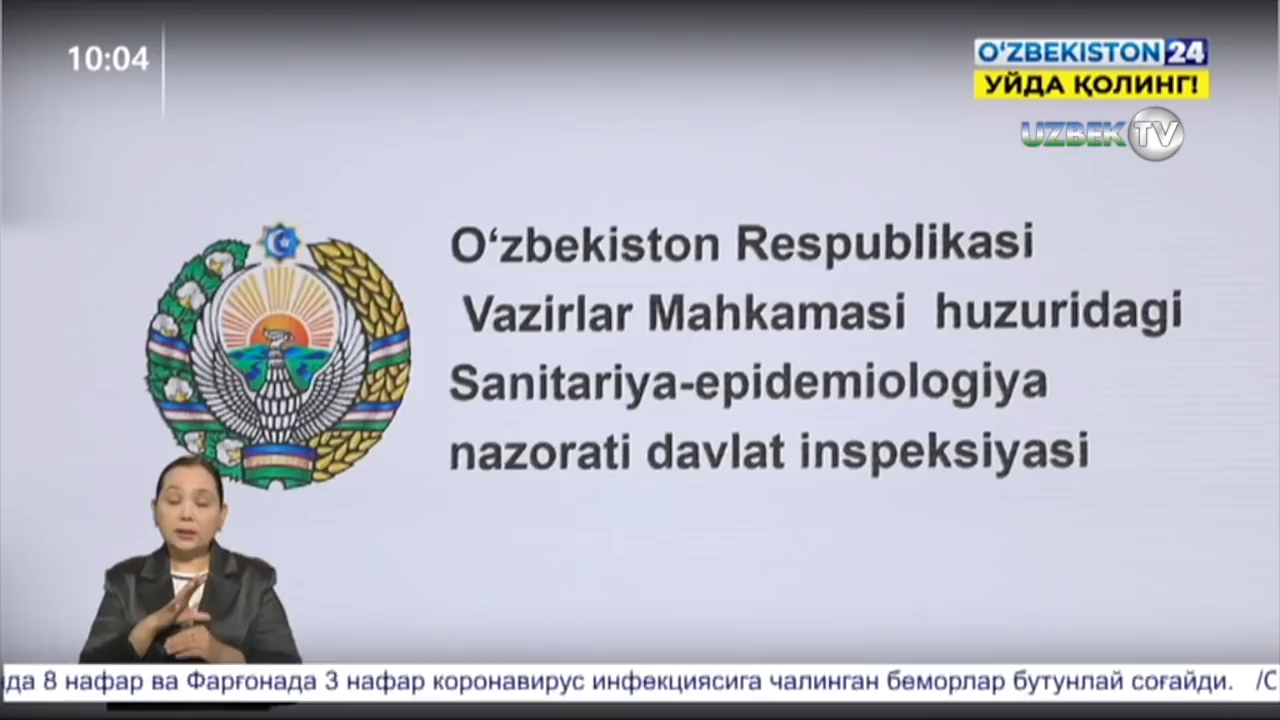 10:04
O‘ZBEKISTON 24
УЙДА ҚОЛИНГ!
UZBEK TV
O‘zbekiston Respublikasi
Vazirlar Mahkamasi huzuridagi
Sanitariya-epidemiologiya
nazorati davlat inspeksiyasi
8 нафар ва Фарғонада 3 нафар коронавирус инфекциясига чалинган беморлар бутунлай соғайди.